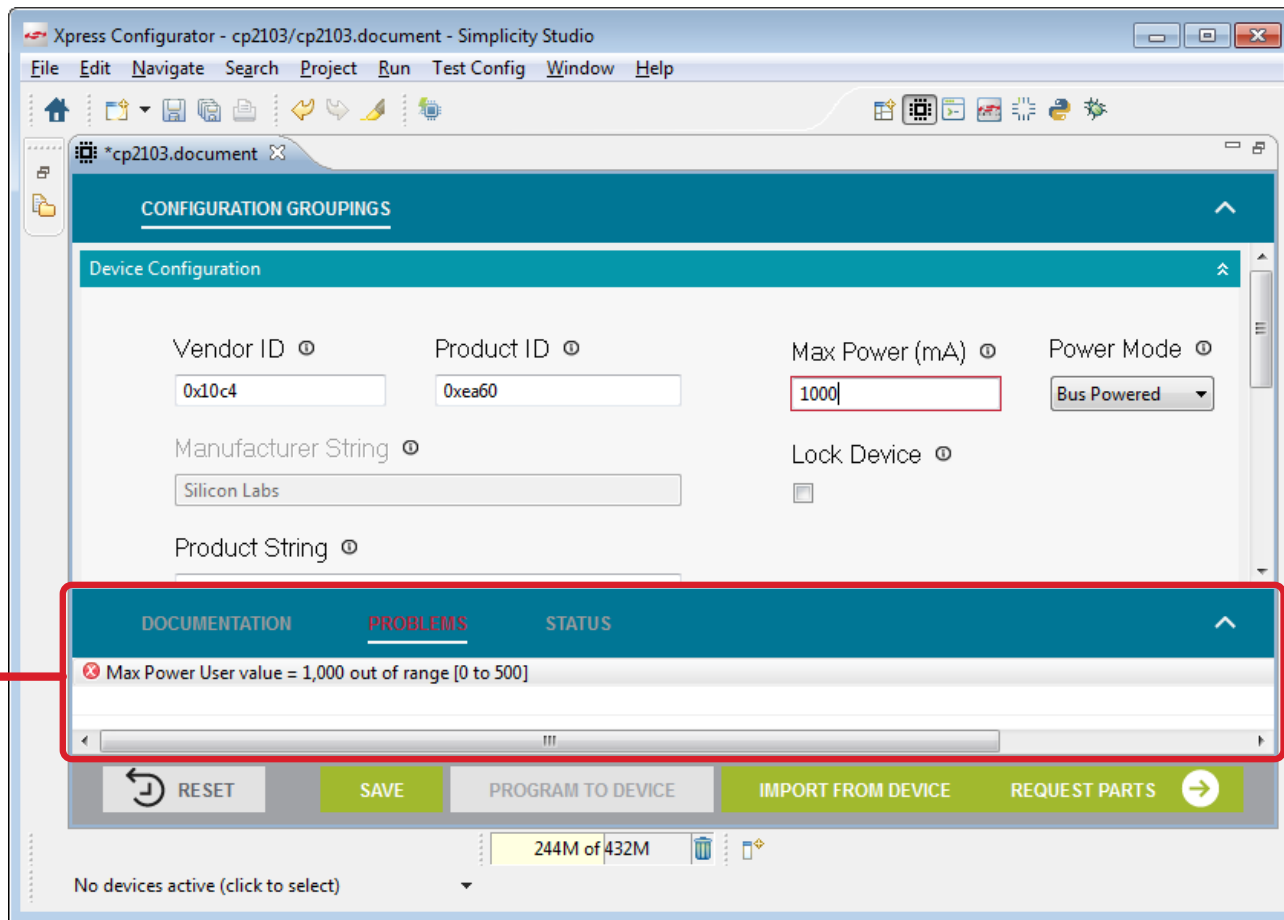 Xpress Configurator - cp2103/cp2103.document - Simplicity Studio
File Edit Navigate Search Project Run Test Config Window Help
*cp2103.document
CONFIGURATION GROUPINGS
Device Configuration
Vendor ID Product ID Max Power (mA) Power Mode
0x10c4 0xea60 1000 Bus Powered
Manufacturer String Lock Device
Silicon Labs
Product String
DOCUMENTATION PROBLEMS STATUS
Max Power User value = 1,000 out of range [0 to 500]
RESET SAVE PROGRAM TO DEVICE IMPORT FROM DEVICE REQUEST PARTS
244M of 432M
No devices active (click to select)